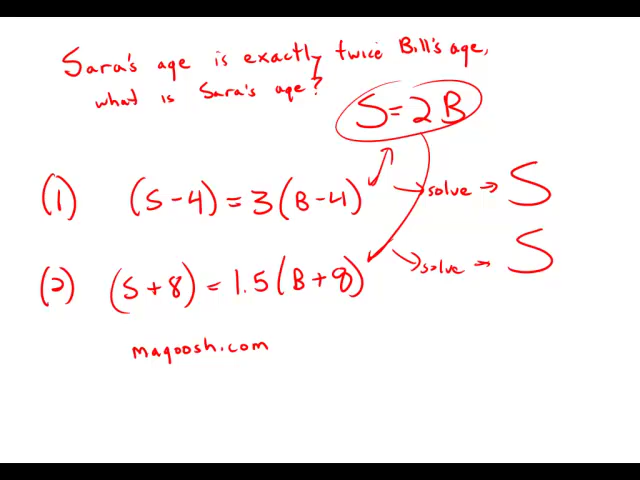 Sara's age is exactly twice Bill's age,
what is Sara's age?
S = 2B
(1) (S - 4) = 3(B - 4) solve → S
(2) (S + 8) = 1.5(B + 8) solve → S
magoosh.com